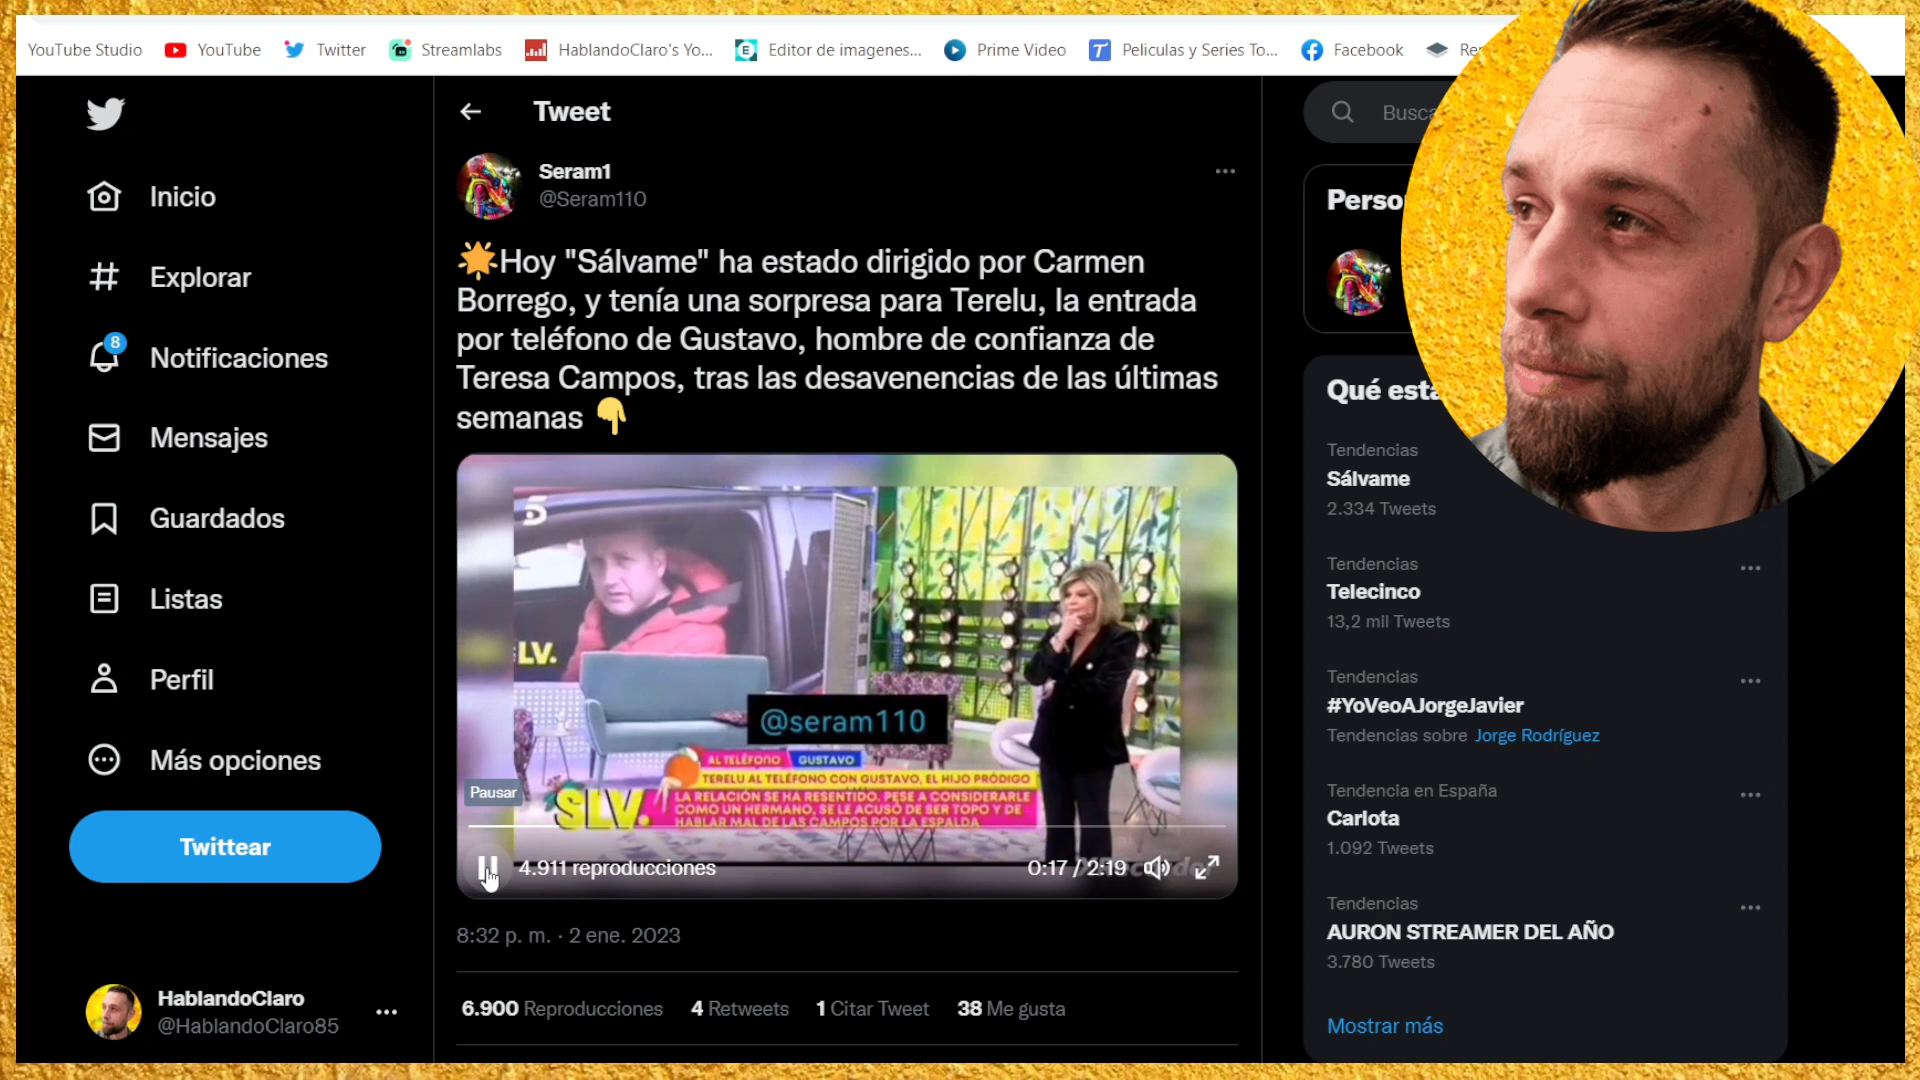 YouTube Studio
YouTube
Twitter
Streamlabs
HablandoClaro's Yo...
Editor de imagenes...
Prime Video
Peliculas y Series To...
Facebook
Inicio
Explorar
8
Notificaciones
Mensajes
Guardados
Listas
Perfil
Más opciones
Twittear
HablandoClaro
@HablandoClaro85
Tweet
Seram1
@Seram110
Hoy "Sálvame" ha estado dirigido por Carmen
Borrego, y tenía una sorpresa para Terelu, la entrada
por teléfono de Gustavo, hombre de confianza de
Teresa Campos, tras las desavenencias de las últimas
semanas
5
LV.
@seram110
AL TELÉFONO GUSTAVO
TERELU AL TELÉFONO CON GUSTAVO, EL HIJO PRÓDIGO
SLV.
LA RELACIÓN SE HA RESENTIDO. PESE A CONSIDERARLE
COMO UN HERMANO, SE LE ACUSÓ DE SER TOPO Y DE
HABLAR MAL DE LAS CAMPOS POR LA ESPALDA
Pausar
4.911 reproducciones
0:17 / 2:19
8:32 p. m. · 2 ene. 2023
6.900 Reproducciones
4 Retweets
1 Citar Tweet
38 Me gusta
Tendencias
Sálvame
2.334 Tweets
Tendencias
Telecinco
13,2 mil Tweets
Tendencias
#YoVeoAJorgeJavier
Tendencias sobre Jorge Rodríguez
Tendencia en España
Carlota
1.092 Tweets
Tendencias
AURON STREAMER DEL AÑO
3.780 Tweets
Mostrar más